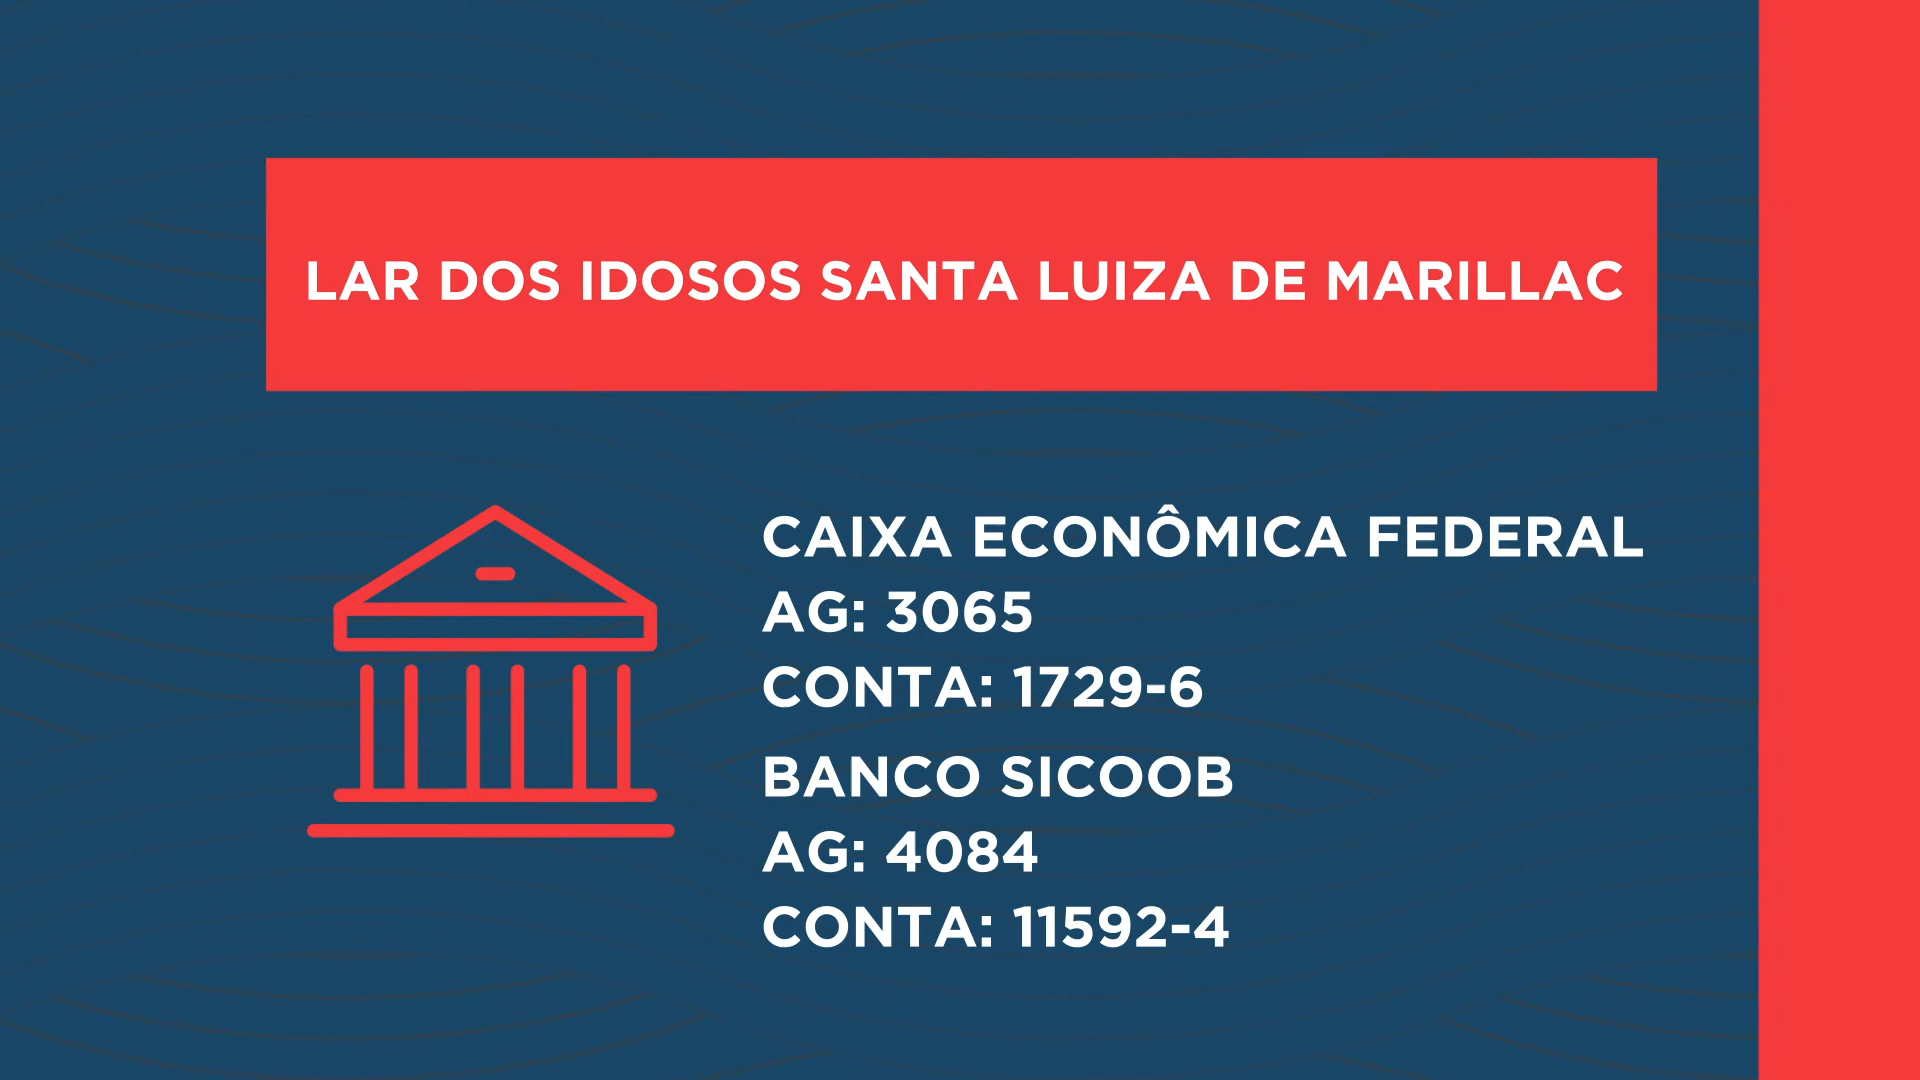 LAR DOS IDOSOS SANTA LUIZA DE MARILLAC
CAIXA ECONÔMICA FEDERAL
AG: 3065
CONTA: 1729-6
BANCO SICOOB
AG: 4084
CONTA: 11592-4